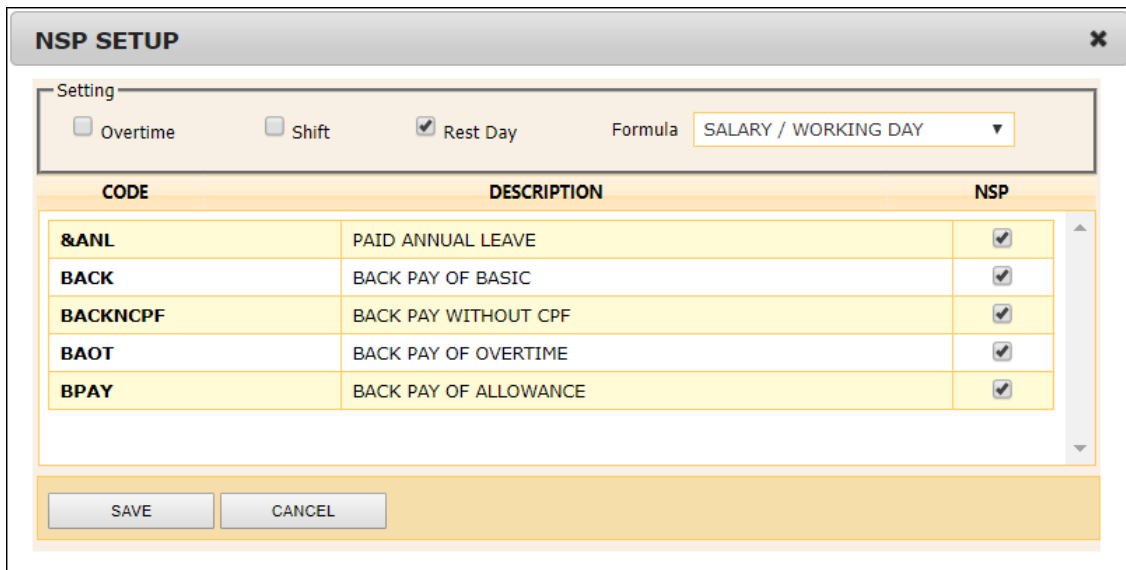 NSP SETUP
Setting
Overtime Shift Rest Day Formula SALARY / WORKING DAY
CODE DESCRIPTION NSP
&ANL PAID ANNUAL LEAVE
BACK BACK PAY OF BASIC
BACKNCPF BACK PAY WITHOUT CPF
BAOT BACK PAY OF OVERTIME
BPAY BACK PAY OF ALLOWANCE
SAVE CANCEL